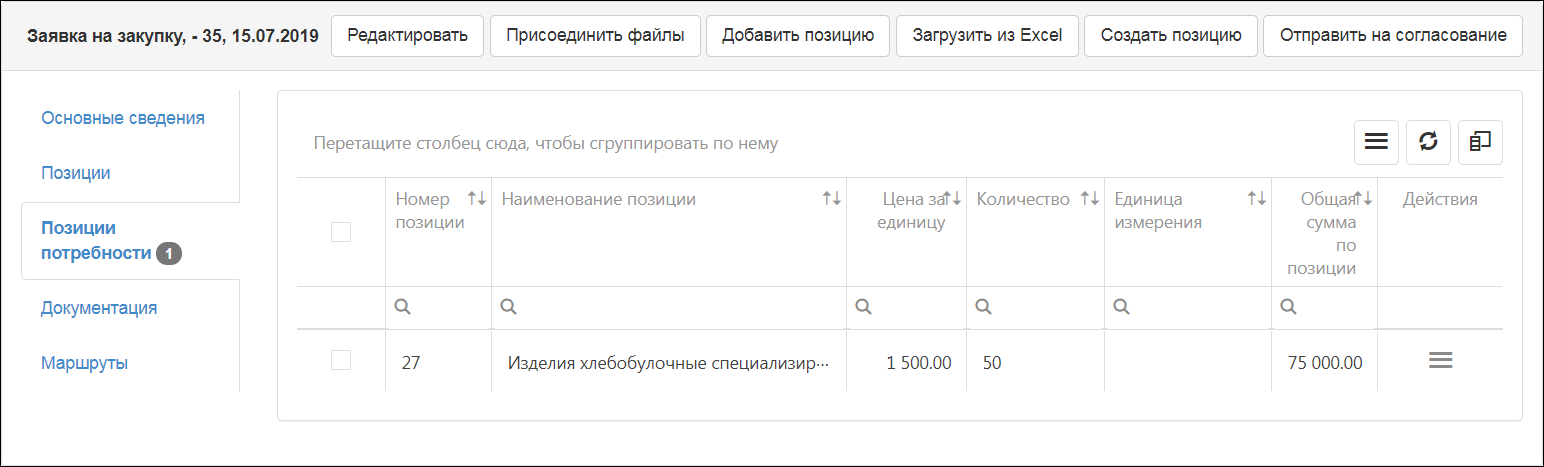 Заявка на закупку, - 35, 15.07.2019 Редактировать Присоединить файлы Добавить позицию Загрузить из Excel Создать позицию Отправить на согласование
Основные сведения
Позиции
Позиции
потребности 1
Документация
Маршруты
Перетащите столбец сюда, чтобы сгруппировать по нему
Номер
позиции
Наименование позиции
Цена за
единицу
Количество
Единица
измерения
Общая
сумма
по
позиции
Действия
27 Изделия хлебобулочные специализир... 1 500.00 50 75 000.00